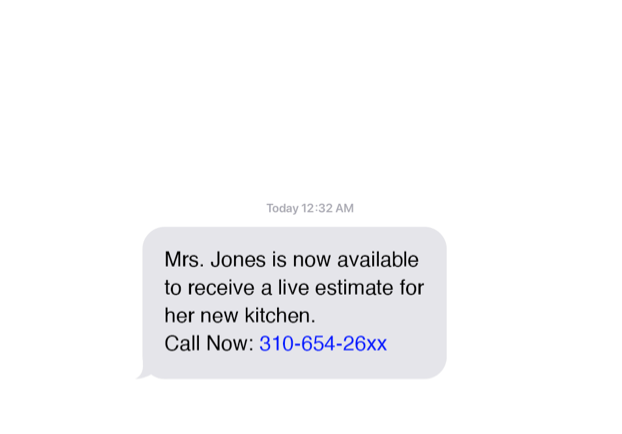 Today 12:32 AM
Mrs. Jones is now available
to receive a live estimate for
her new kitchen.
Call Now: 310-654-26xx